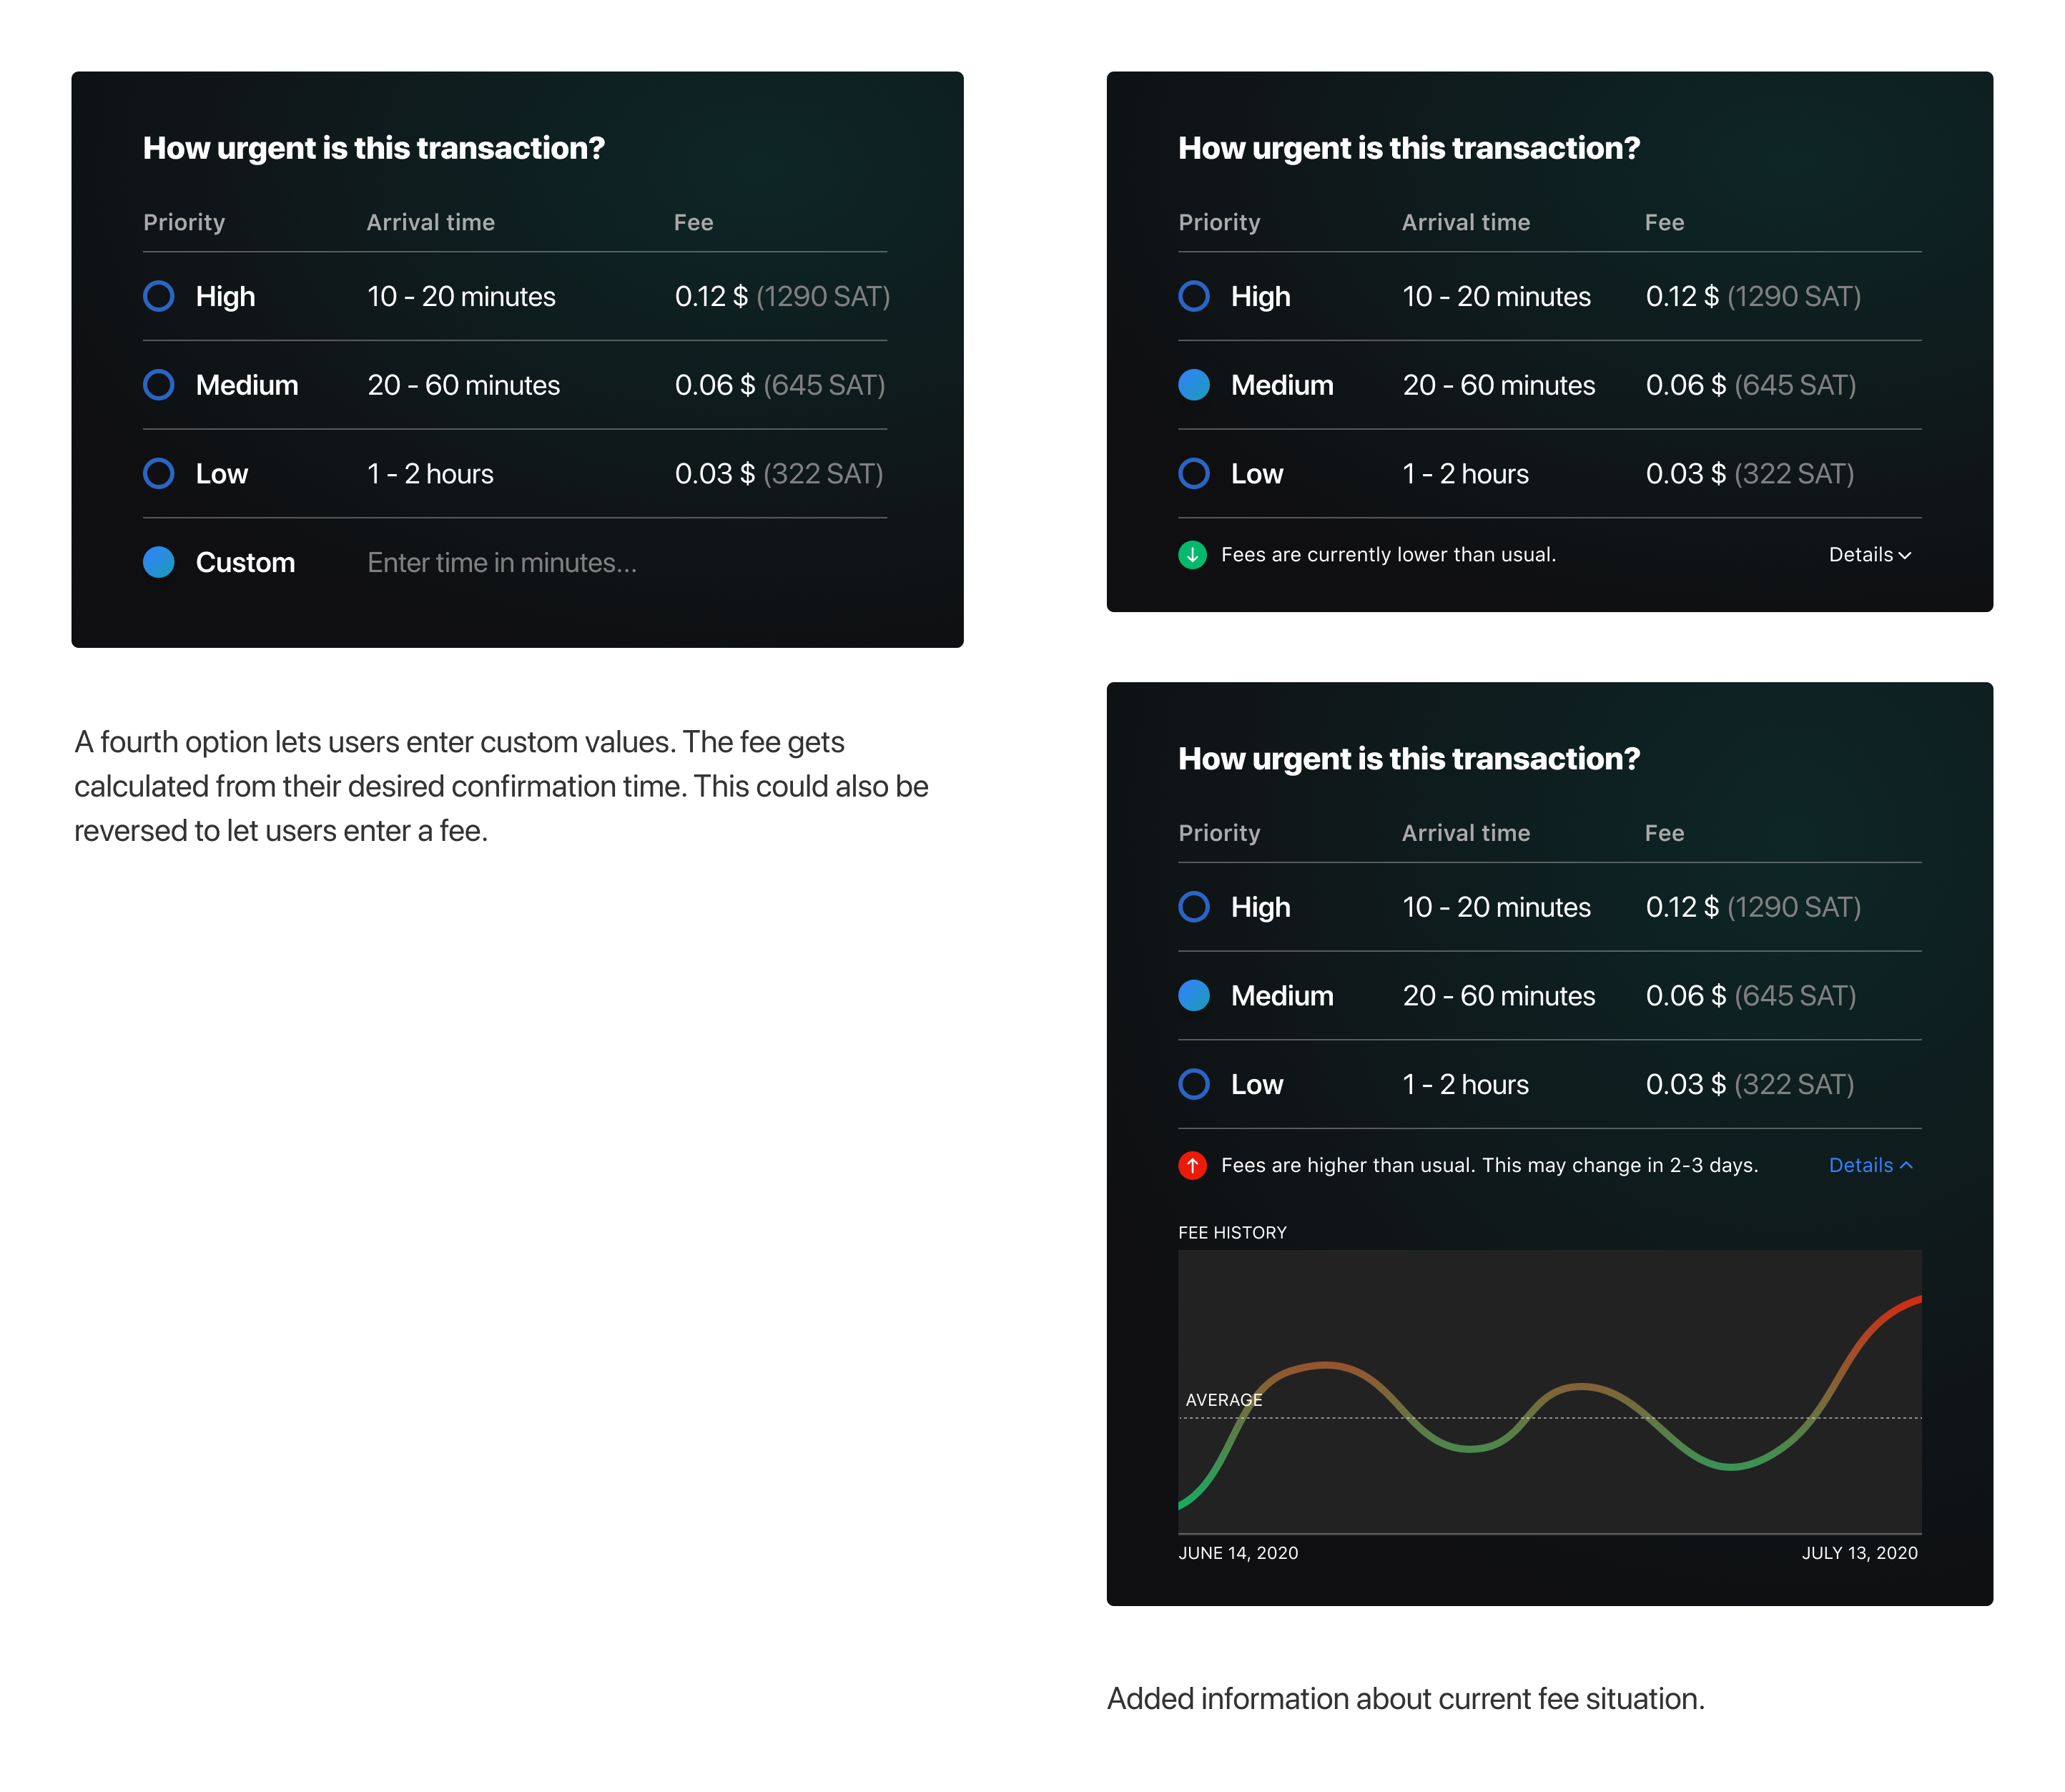 How urgent is this transaction?
Priority Arrival time Fee
High 10 - 20 minutes 0.12 $ (1290 SAT)
Medium 20 - 60 minutes 0.06 $ (645 SAT)
Low 1 - 2 hours 0.03 $ (322 SAT)
Custom Enter time in minutes...
A fourth option lets users enter custom values. The fee gets
calculated from their desired confirmation time. This could also be
reversed to let users enter a fee.
How urgent is this transaction?
Priority Arrival time Fee
High 10 - 20 minutes 0.12 $ (1290 SAT)
Medium 20 - 60 minutes 0.06 $ (645 SAT)
Low 1 - 2 hours 0.03 $ (322 SAT)
Fees are currently lower than usual. Details
How urgent is this transaction?
Priority Arrival time Fee
High 10 - 20 minutes 0.12 $ (1290 SAT)
Medium 20 - 60 minutes 0.06 $ (645 SAT)
Low 1 - 2 hours 0.03 $ (322 SAT)
Fees are higher than usual. This may change in 2-3 days. Details
FEE HISTORY
AVERAGE
JUNE 14, 2020 JULY 13, 2020
Added information about current fee situation.